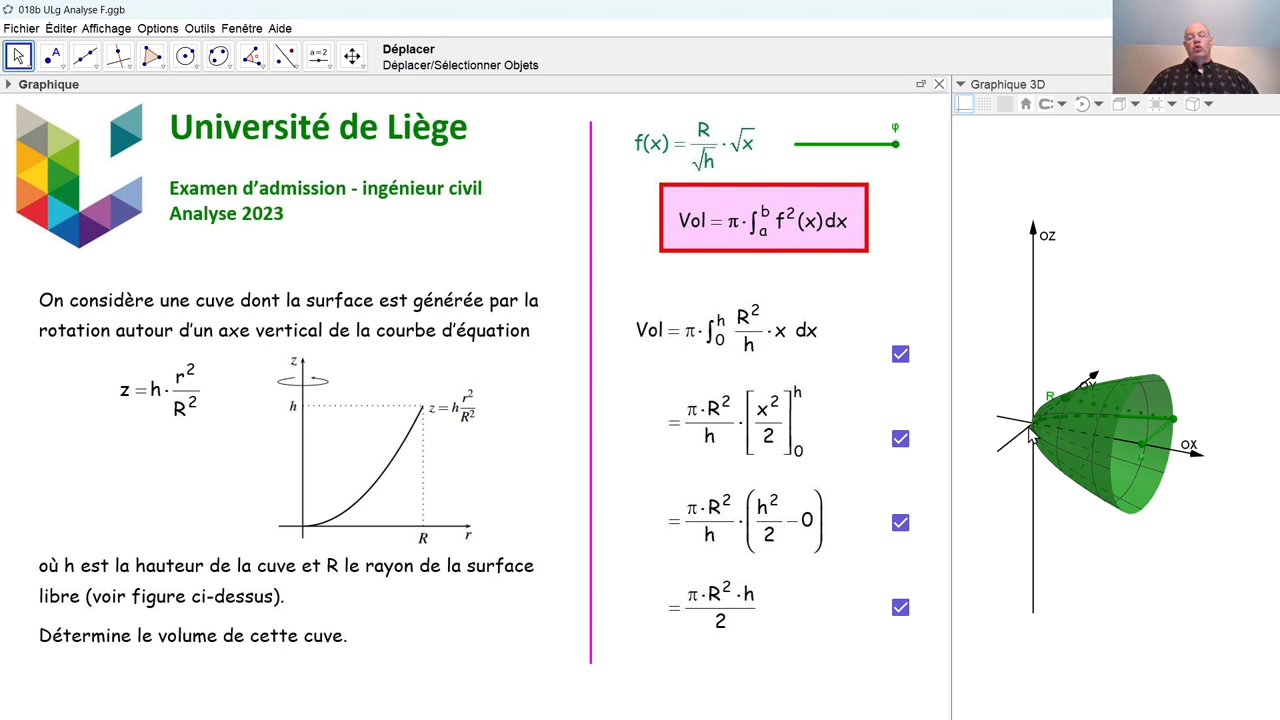 018b ULg Analyse F.ggb
Fichier Éditer Affichage Options Outils Fenêtre Aide
A
a=2
Déplacer
Déplacer/Sélectionner Objets
Graphique
Graphique 3D
Université de Liège
Examen d'admission - ingénieur civil
Analyse 2023
On considère une cuve dont la surface est générée par la
rotation autour d'un axe vertical de la courbe d'équation
z = h · r²/R²
z
h
z = h r²/R²
R
r
où h est la hauteur de la cuve et R le rayon de la surface
libre (voir figure ci-dessus).
Détermine le volume de cette cuve.
f(x) = R/√h · √x
φ
Vol = π · ∫ₐᵇ f²(x) dx
Vol = π · ∫₀ʰ R²/h · x dx
= π·R²/h · [x²/2]₀ʰ
= π·R²/h · (h²/2 − 0)
= π·R²·h/2
OZ
R
OY
OX
h